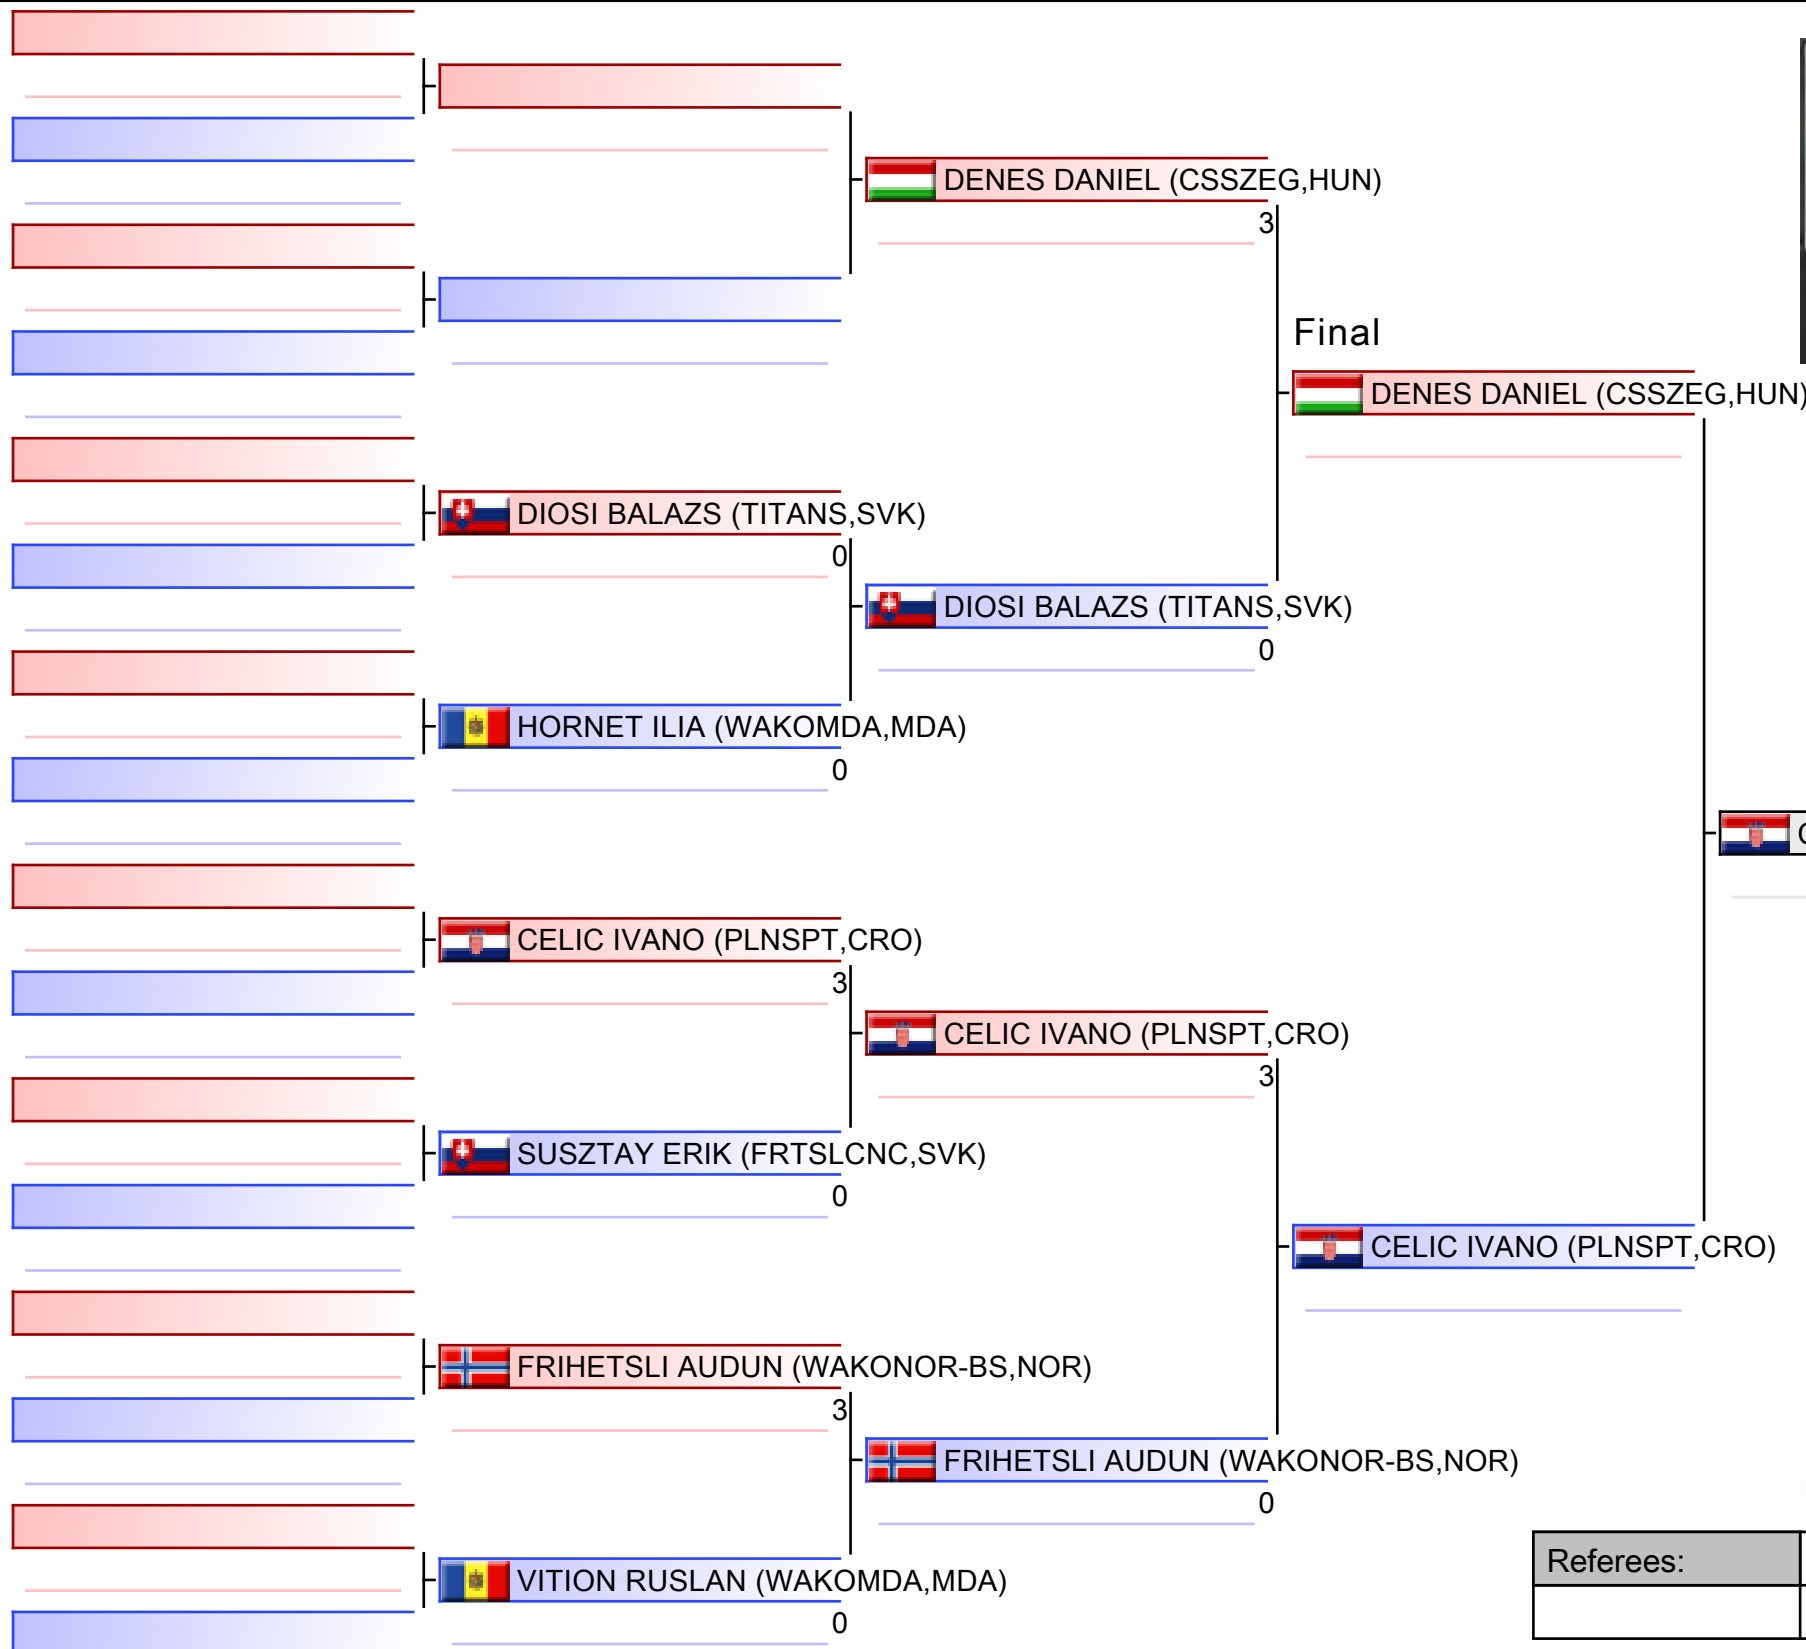 DENES DANIEL (CSSZEG,HUN)
3
Final
DENES DANIEL (CSSZEG,HUN)
DIOSI BALAZS (TITANS,SVK)
0
DIOSI BALAZS (TITANS,SVK)
0
HORNET ILIA (WAKOMDA,MDA)
0
CELIC IVANO (PLNSPT,CRO)
3
CELIC IVANO (PLNSPT,CRO)
3
SUSZTAY ERIK (FRTSLCNC,SVK)
0
CELIC IVANO (PLNSPT,CRO)
FRIHETSLI AUDUN (WAKONOR-BS,NOR)
3
FRIHETSLI AUDUN (WAKONOR-BS,NOR)
0
Referees:
VITION RUSLAN (WAKOMDA,MDA)
0